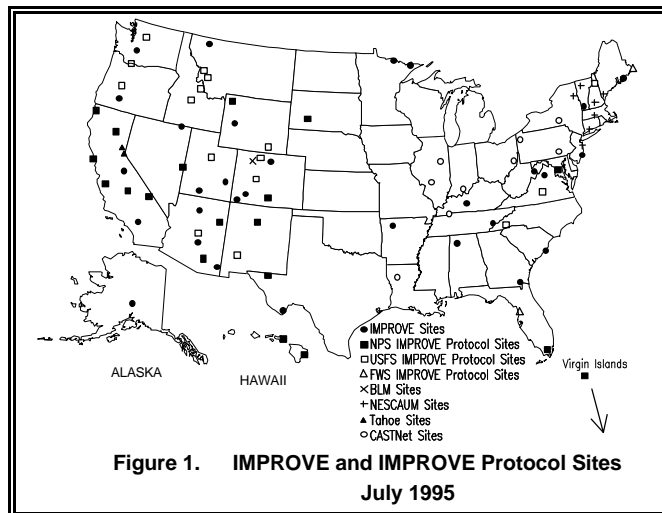 IMPROVE Sites
NPS IMPROVE Protocol Sites
USFS IMPROVE Protocol Sites
FWS IMPROVE Protocol Sites
BLM Sites
NESCAUM Sites
Tahoe Sites
CASTNet Sites
Virgin Islands
ALASKA
HAWAII
Figure 1. IMPROVE and IMPROVE Protocol Sites
July 1995